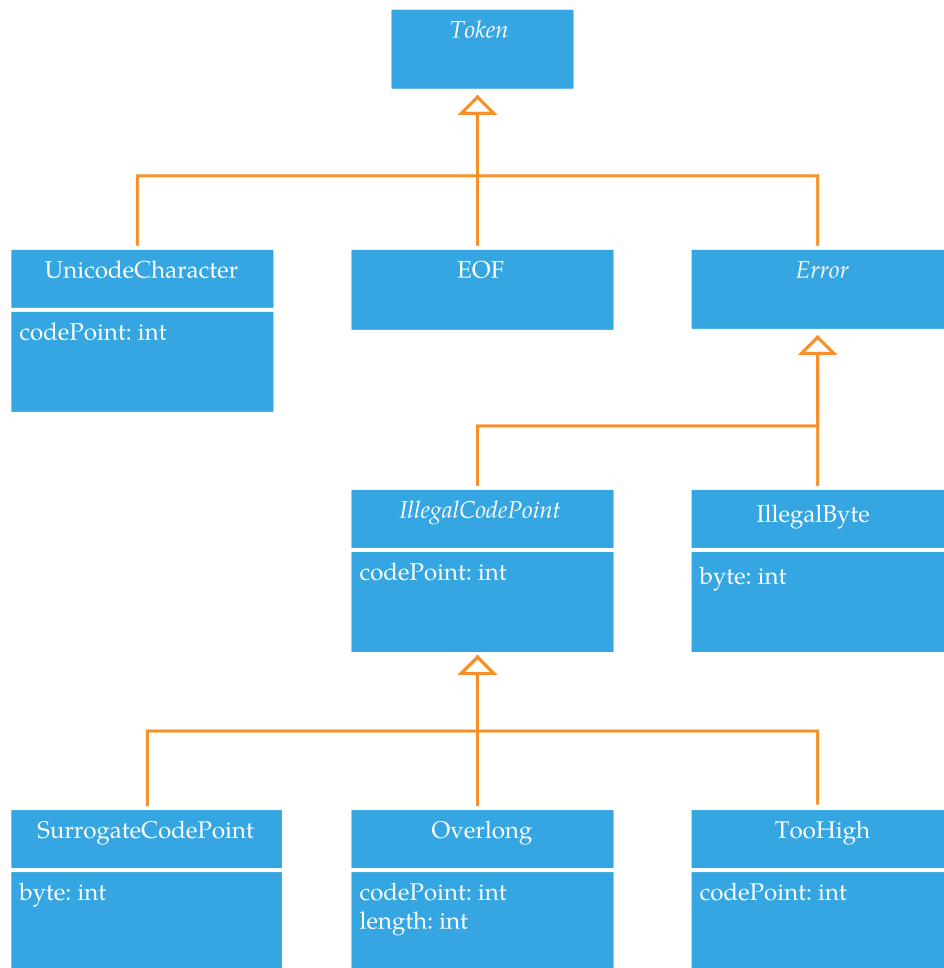 Token
UnicodeCharacter
codePoint: int
EOF
Error
IllegalCodePoint
codePoint: int
IllegalByte
byte: int
SurrogateCodePoint
byte: int
Overlong
codePoint: int
length: int
TooHigh
codePoint: int